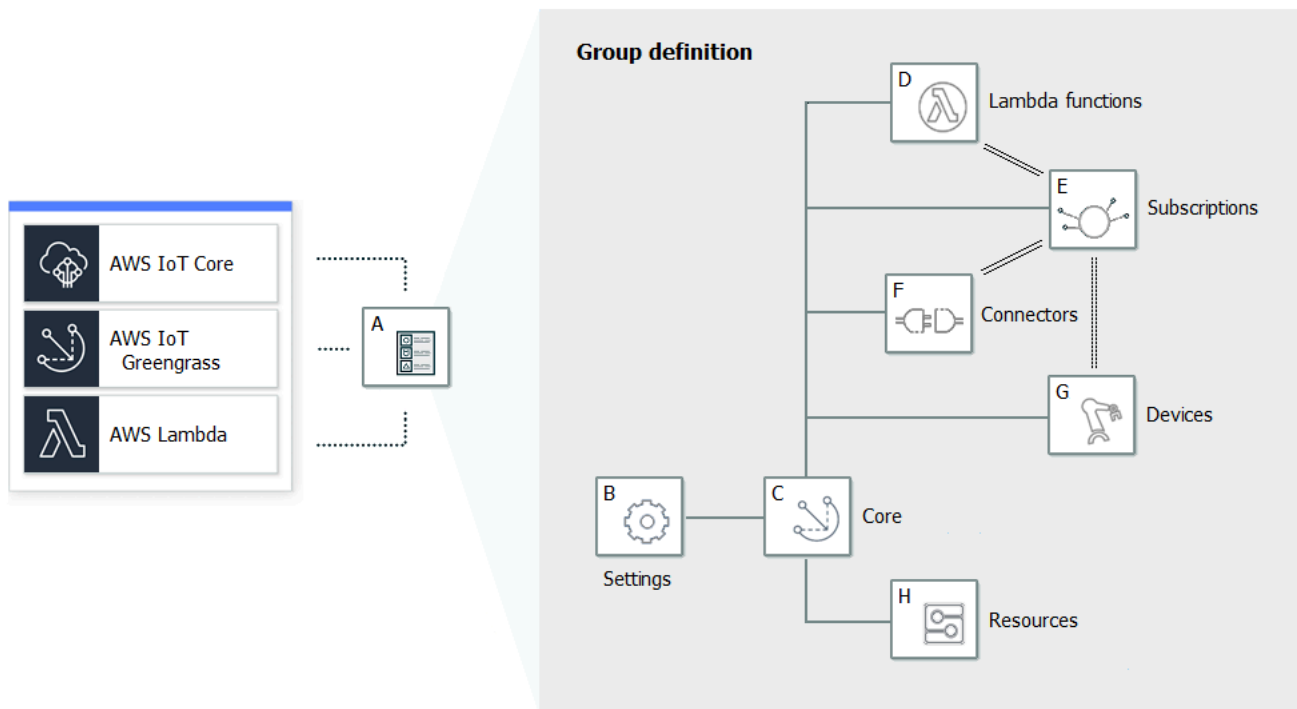 Group definition
D
Lambda functions
E
Subscriptions
AWS IoT Core
F
Connectors
A
AWS IoT
Greengrass
G
Devices
AWS Lambda
B
C
Core
Settings
H
Resources